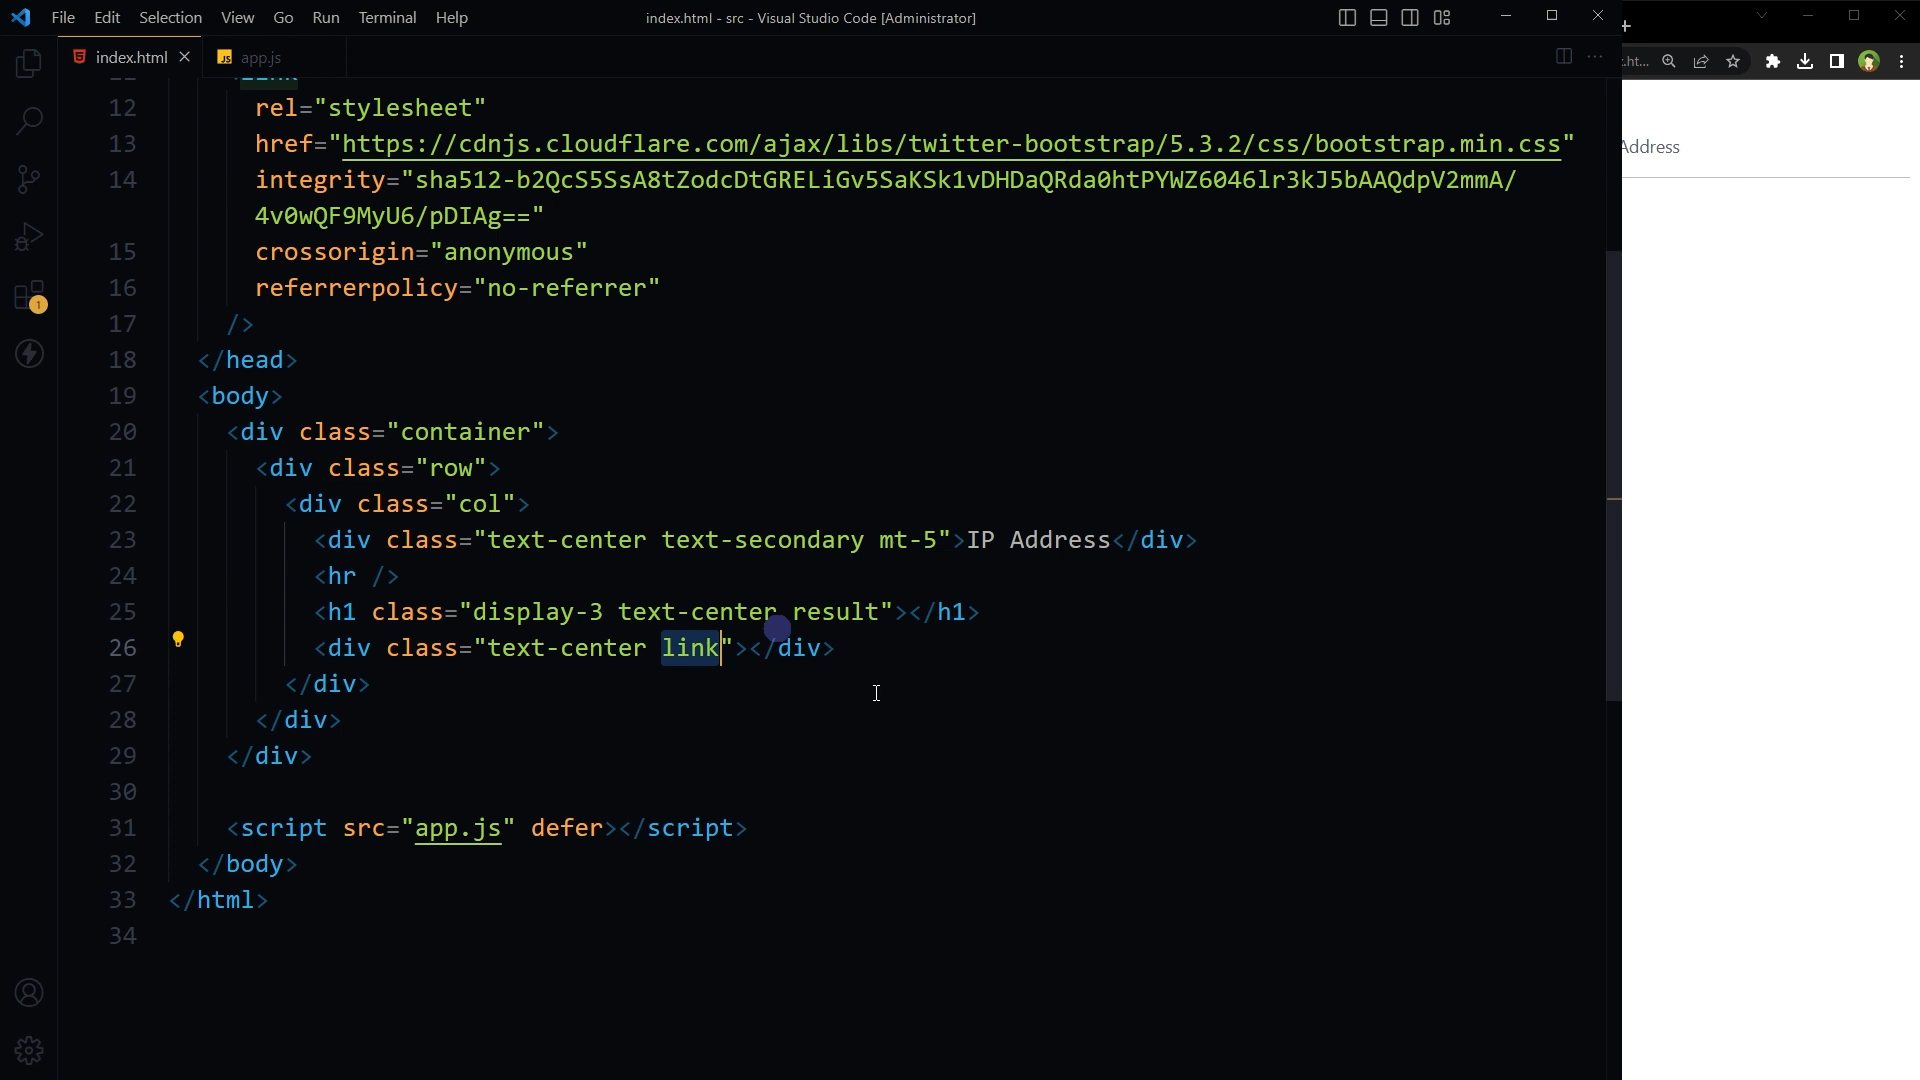 File Edit Selection View Go Run Terminal Help
index.html - src - Visual Studio Code [Administrator]
index.html
JS app.js
.ht...
12 rel="stylesheet"
13 href="https://cdnjs.cloudflare.com/ajax/libs/twitter-bootstrap/5.3.2/css/bootstrap.min.css"
14 integrity="sha512-b2QcS5SsA8tZodcDtGRELiGv5SaKSk1vDHDaQRda0htPYWZ6046lr3kJ5bAAQdpV2mmA/
4v0wQF9MyU6/pDIAg=="
15 crossorigin="anonymous"
16 referrerpolicy="no-referrer"
17 />
18 </head>
19 <body>
20 <div class="container">
21 <div class="row">
22 <div class="col">
23 <div class="text-center text-secondary mt-5">IP Address</div>
24 <hr />
25 <h1 class="display-3 text-center result"></h1>
26 <div class="text-center link"></div>
27 </div>
28 </div>
29 </div>
30
31 <script src="app.js" defer></script>
32 </body>
33 </html>
34
1
Address